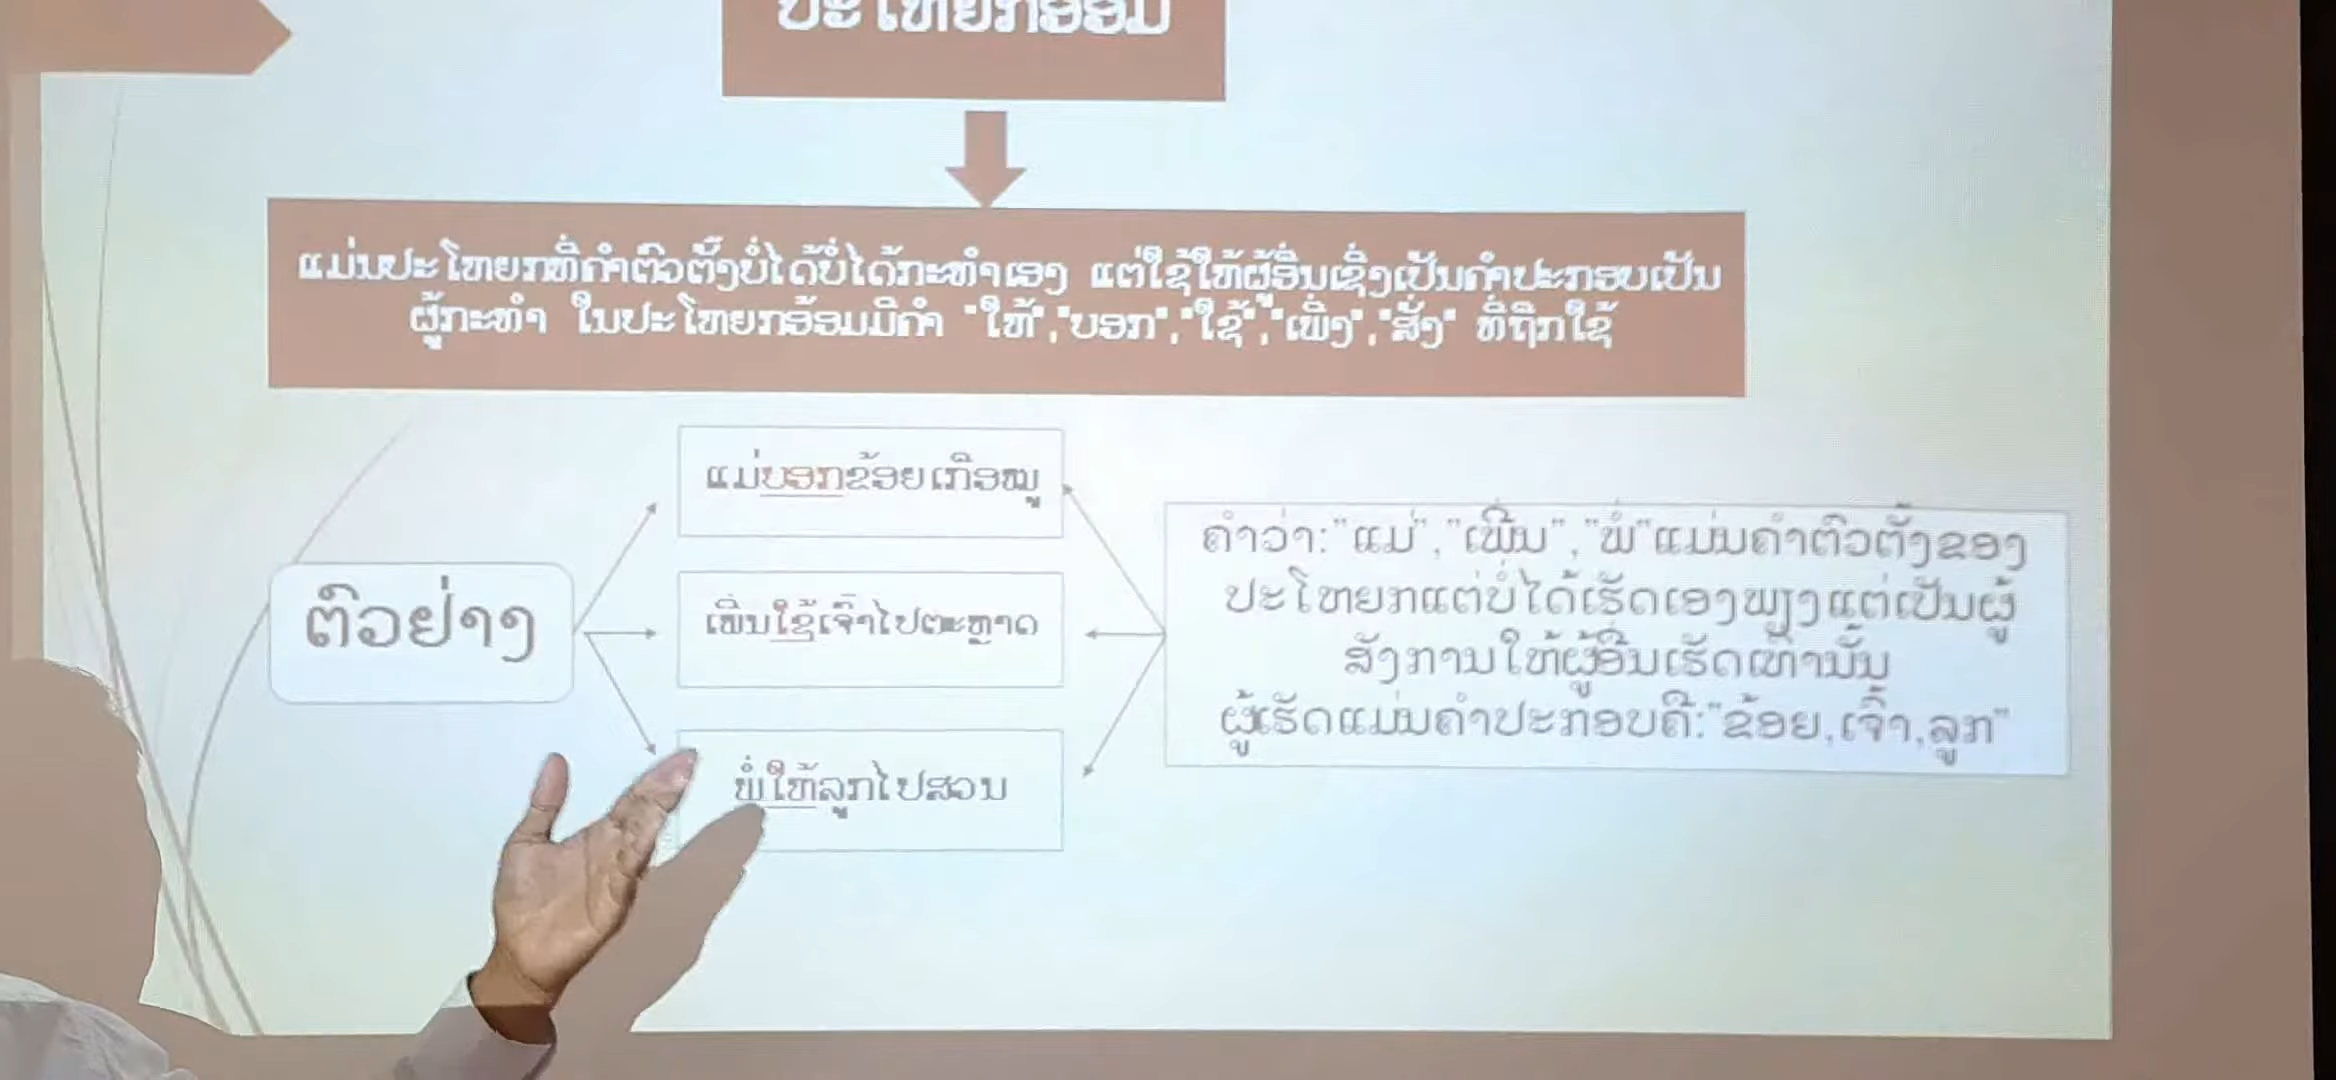 ປະໂຫຍກອ້ອມ
ແມ່ນປະໂຫຍກທີ່ຄຳຕົວຕັ້ງບໍ່ໄດ້ບໍ່ໄດ້ກະທຳເອງ ແຕ່ໃຊ້ໃຫ້ຜູ້ອື່ນເຊິ່ງເປັນຄຳປະກອບເປັນ
ຜູ້ກະທຳ ໃນປະໂຫຍກອ້ອມມີຄຳ "ໃຫ້","ບອກ","ໃຊ້","ເພິ່ງ","ສັ່ງ" ທີ່ຖືກໃຊ້
ແມ່ບອກຂ້ອຍເກືອໝູ
ຕົວຢ່າງ
ເພິ່ນໃຊ້ເຈົ້າໄປຕະຫຼາດ
ພໍ່ໃຫ້ລູກໄປສວນ
ຄຳວ່າ:"ແມ່","ເພິ່ນ","ພໍ່"ແມ່ນຄຳຕົວຕັ້ງຂອງ
ປະໂຫຍກແຕ່ບໍ່ໄດ້ເຮັດເອງພຽງແຕ່ເປັນຜູ້
ສັ່ງການໃຫ້ຜູ້ອື່ນເຮັດເທົ່ານັ້ນ
ຜູ້ເຮັດແມ່ນຄຳປະກອບຄື:"ຂ້ອຍ,ເຈົ້າ,ລູກ"